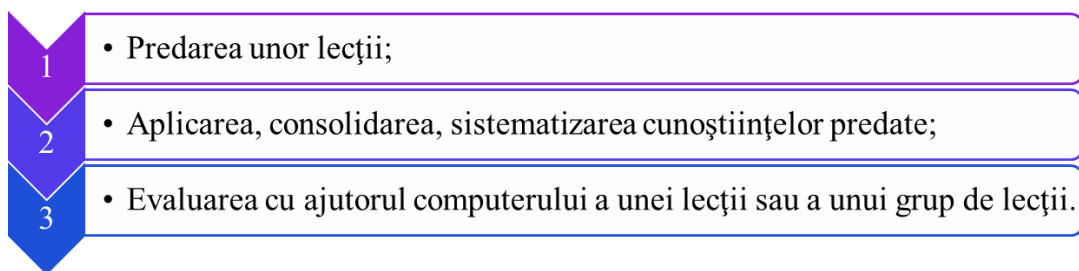 1 • Predarea unor lecţii;
2 • Aplicarea, consolidarea, sistematizarea cunoştiinţelor predate;
3 • Evaluarea cu ajutorul computerului a unei lecţii sau a unui grup de lecţii.